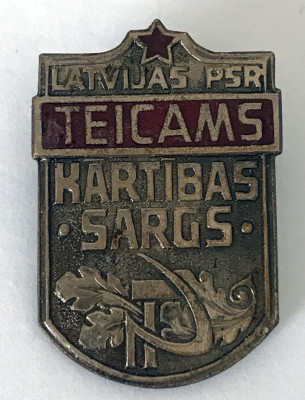 LATVIJAS PSR
TEICAMS
KĀRTĪBAS
SARGS